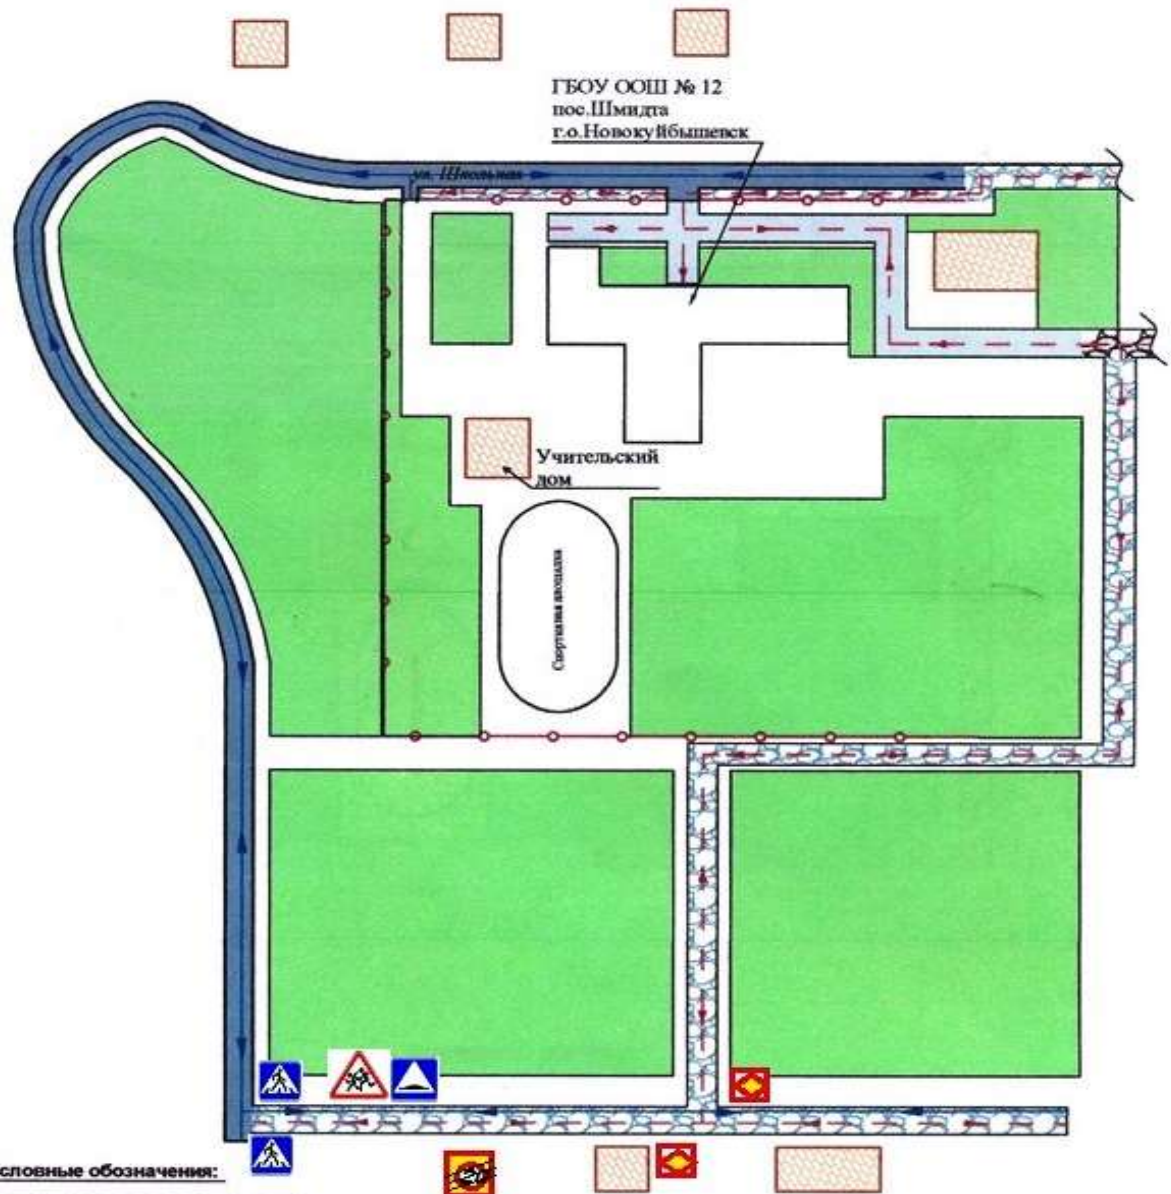 ГБОУ ООШ № 12
пос.Шмидта
г.о.Новокуйбышевск
ул. Школьная
Учительский
дом
Спортивная площадка
словные обозначения: